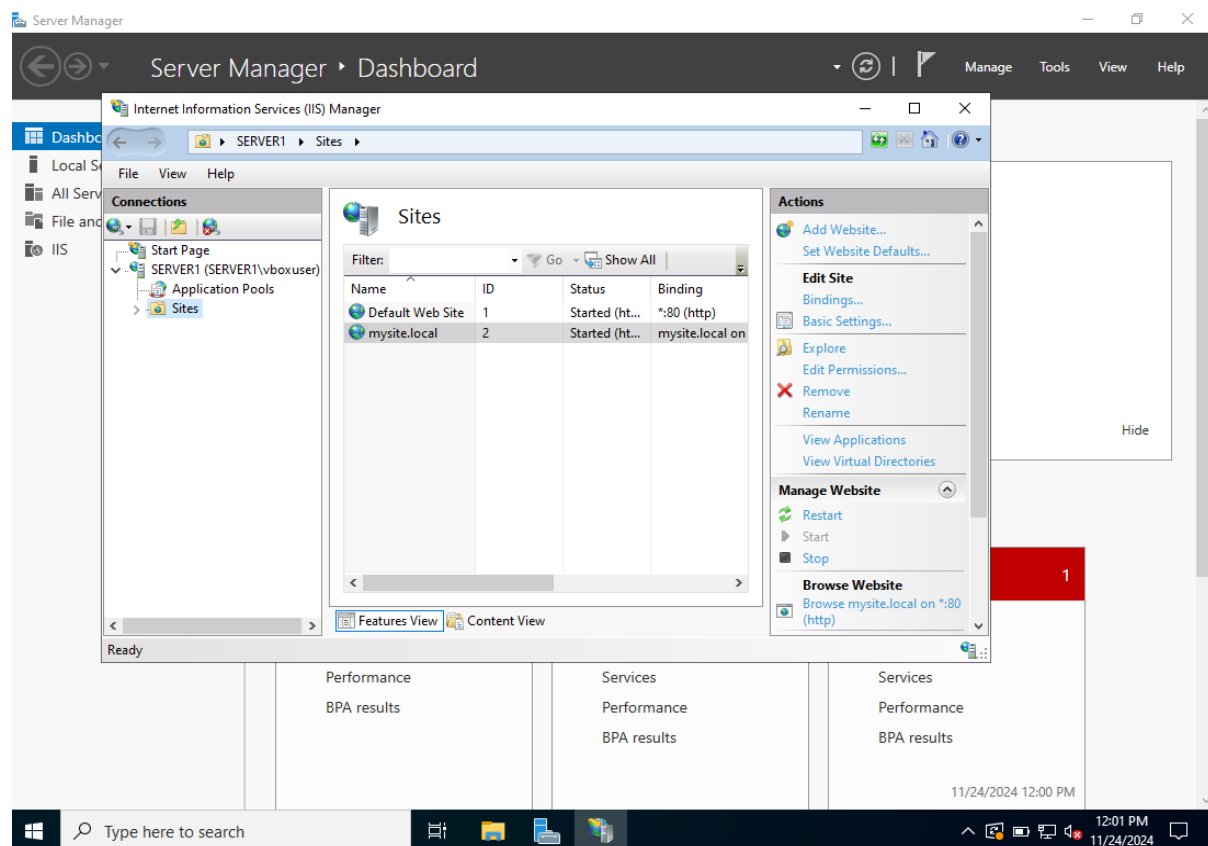 Server Manager
Server Manager ‣ Dashboard
Manage Tools View Help
Internet Information Services (IIS) Manager
SERVER1 Sites
File View Help
Dashbo
Local Se
All Serv
File and
IIS
Connections
Start Page
SERVER1 (SERVER1\vboxuser)
Application Pools
Sites
Sites
Filter: Go Show All
Name ID Status Binding
Default Web Site 1 Started (ht... *:80 (http)
mysite.local 2 Started (ht... mysite.local on
Features View Content View
Actions
Add Website...
Set Website Defaults...
Edit Site
Bindings...
Basic Settings...
Explore
Edit Permissions...
Remove
Rename
View Applications
View Virtual Directories
Manage Website
Restart
Start
Stop
Browse Website
Browse mysite.local on *:80
(http)
Ready
Hide
1
Performance
BPA results
Services
Performance
BPA results
Services
Performance
BPA results
11/24/2024 12:00 PM
Type here to search
12:01 PM
11/24/2024